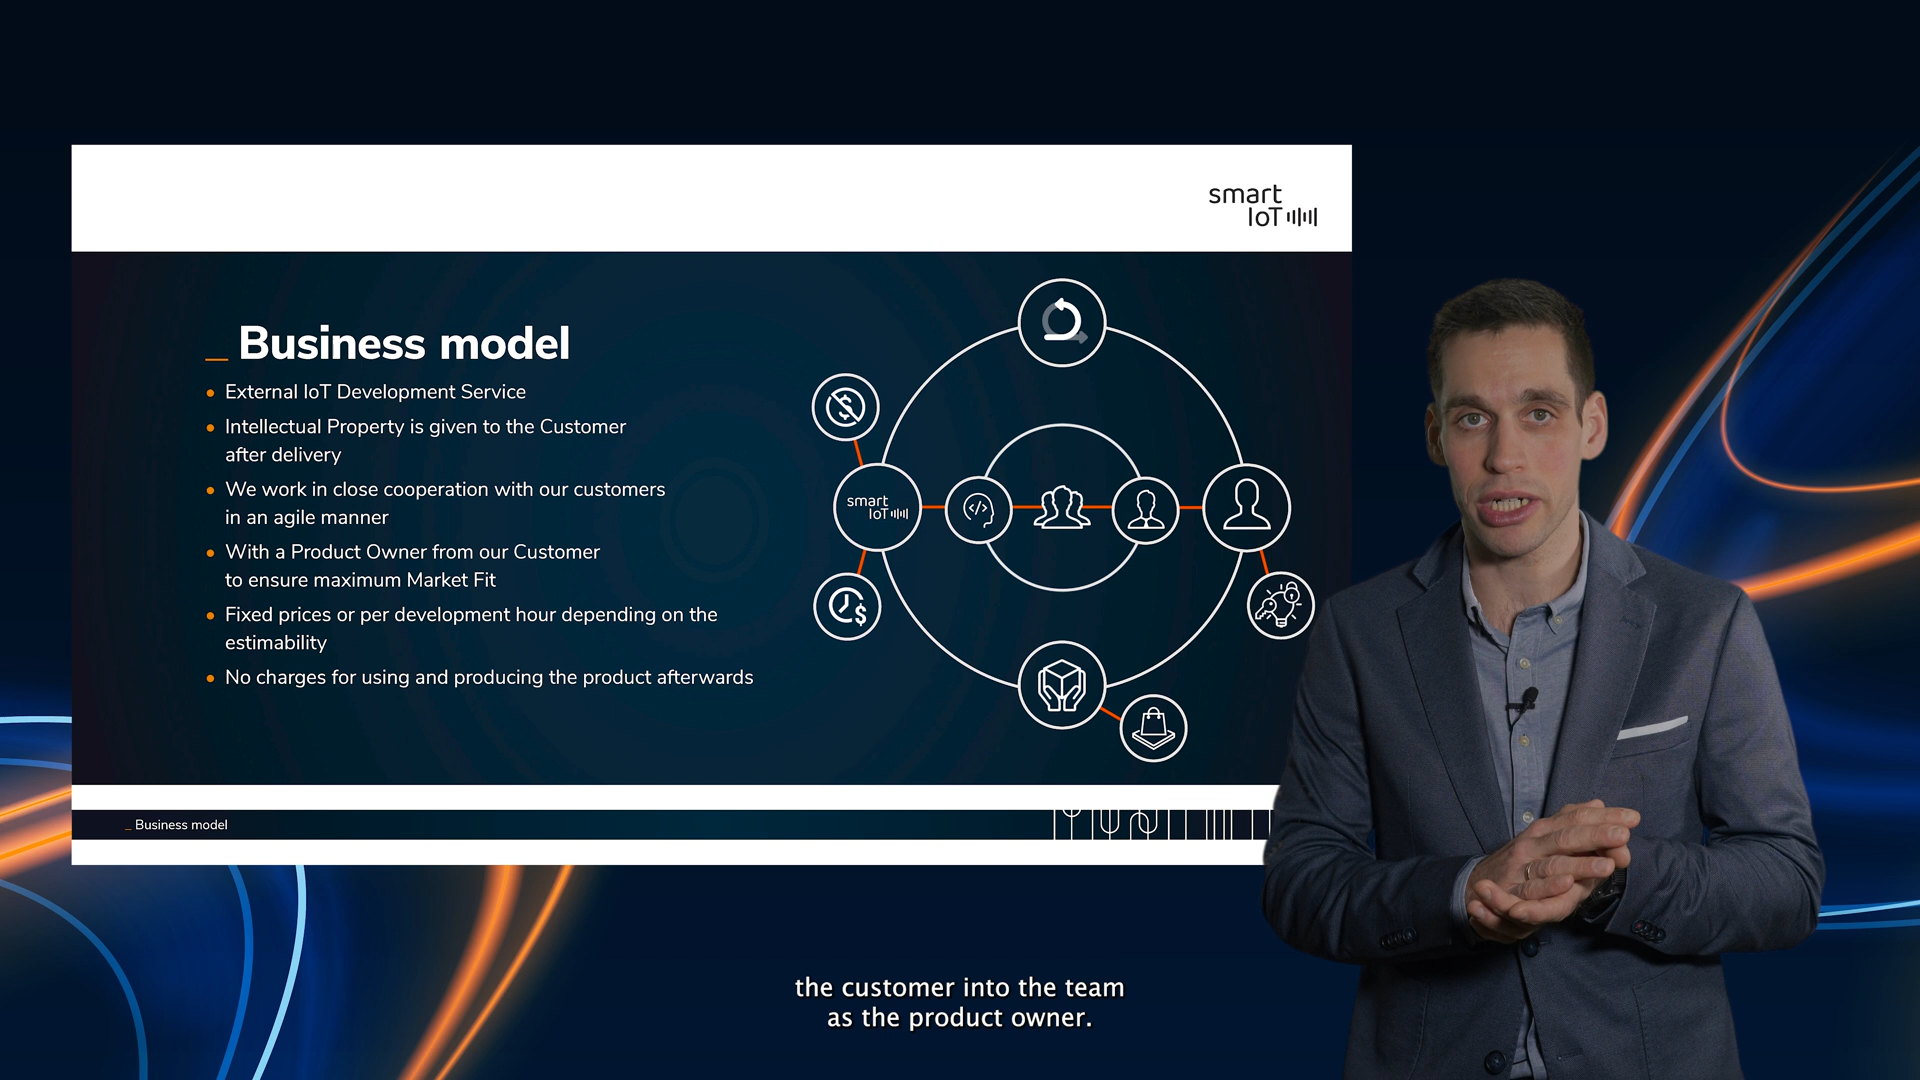 smart
IoT
_ Business model
• External IoT Development Service
• Intellectual Property is given to the Customer
after delivery
• We work in close cooperation with our customers
in an agile manner
• With a Product Owner from our Customer
to ensure maximum Market Fit
• Fixed prices or per development hour depending on the
estimability
• No charges for using and producing the product afterwards
smart
IoT
</>
$
$
_ Business model
the customer into the team
as the product owner.